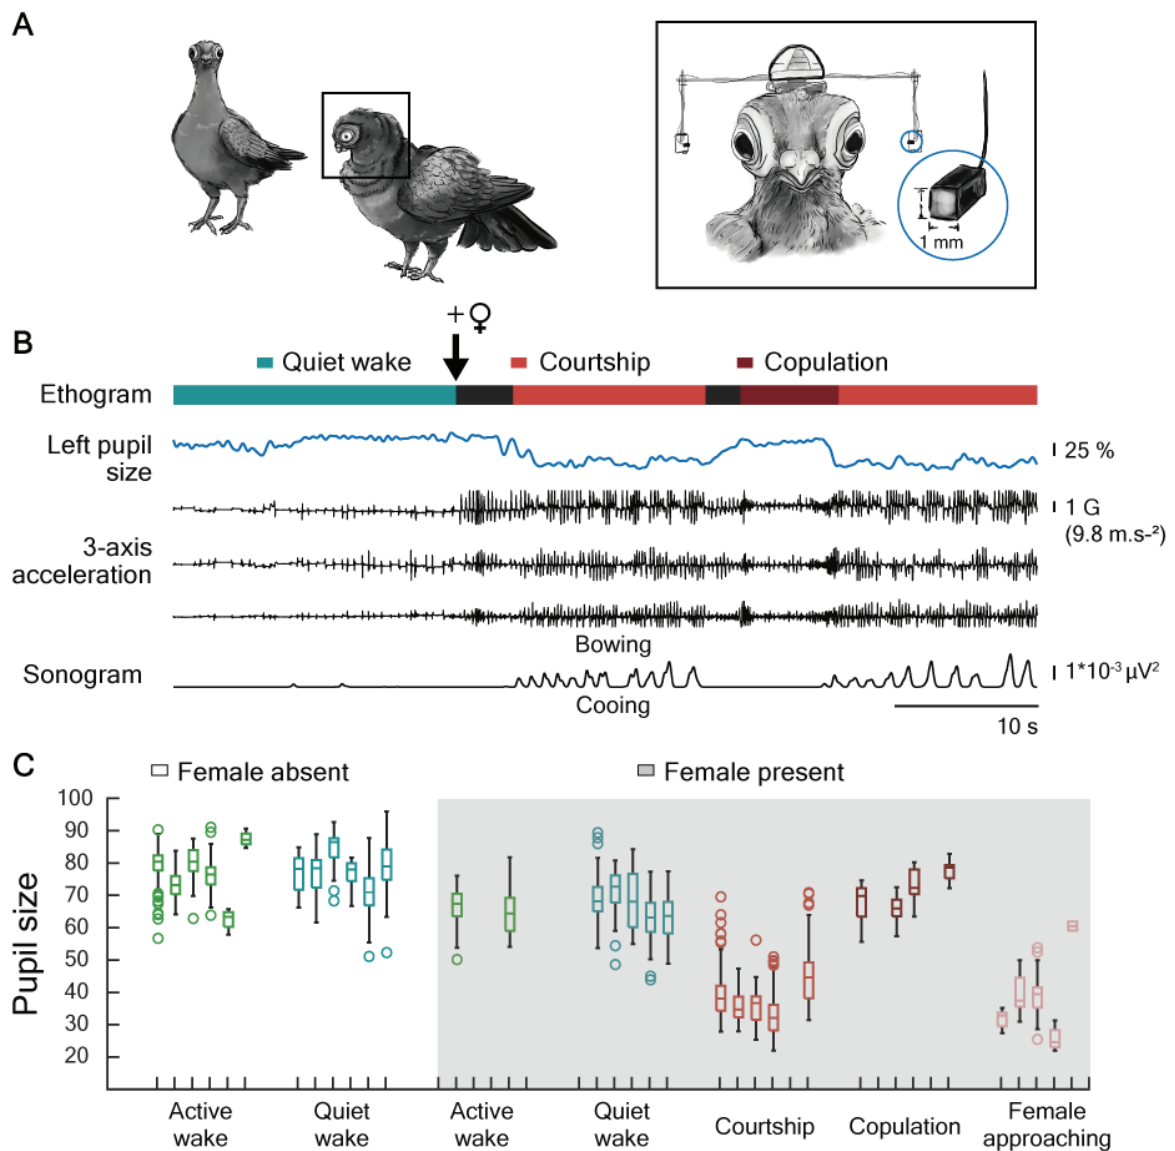 A
1 mm
+♀
B
Quiet wake
Courtship
Copulation
Ethogram
Left pupil
size
25 %
1 G
(9.8 m.s-²)
3-axis
acceleration
Bowing
Sonogram
1*10⁻³ µV²
Cooing
10 s
C
Female absent
Female present
Pupil size
100
90
80
70
60
50
40
30
20
Active
wake
Quiet
wake
Active
wake
Quiet
wake
Courtship
Copulation
Female
approaching